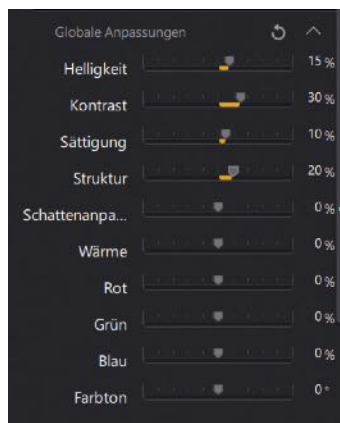 Globale Anpassungen
Helligkeit 15 %
Kontrast 30 %
Sättigung 10 %
Struktur 20 %
Schattenanpa... 0 %
Wärme 0 %
Rot 0 %
Grün 0 %
Blau 0 %
Farbton 0 °